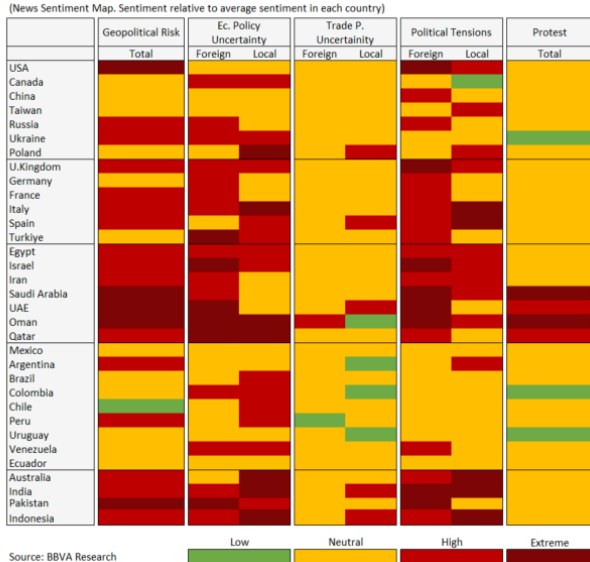 (News Sentiment Map. Sentiment relative to average sentiment in each country)
Geopolitical Risk Ec. Policy Uncertainty Trade P. Uncertainity Political Tensions Protest
Total Foreign Local Foreign Local Foreign Local Total
USA
Canada
China
Taiwan
Russia
Ukraine
Poland
U.Kingdom
Germany
France
Italy
Spain
Turkiye
Egypt
Israel
Iran
Saudi Arabia
UAE
Oman
Qatar
Mexico
Argentina
Brazil
Colombia
Chile
Peru
Uruguay
Venezuela
Ecuador
Australia
India
Pakistan
Indonesia
Low Neutral High Extreme
Source: BBVA Research